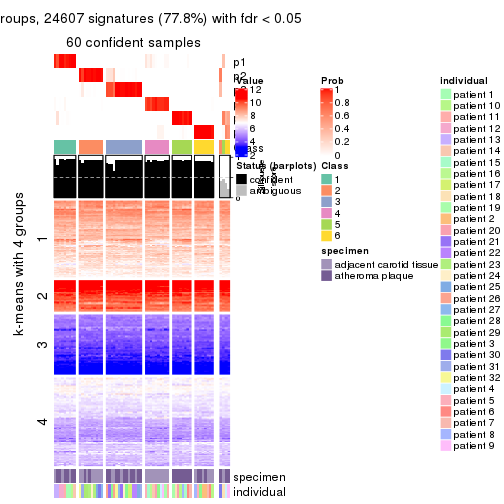 roups, 24607 signatures (77.8%) with fdr < 0.05
60 confident samples
p1
p2
Value
12
10
8
6
4
2
0
Prob
1
0.8
0.6
0.4
0.2
0
Status (barplots)
confident
ambiguous
Class
1
2
3
4
5
6
specimen
adjacent carotid tissue
atheroma plaque
individual
patient 1
patient 10
patient 11
patient 12
patient 13
patient 14
patient 15
patient 16
patient 17
patient 18
patient 19
patient 2
patient 20
patient 21
patient 22
patient 23
patient 24
patient 25
patient 26
patient 27
patient 28
patient 29
patient 3
patient 30
patient 31
patient 32
patient 4
patient 5
patient 6
patient 7
patient 8
patient 9
k-means with 4 groups
1
2
3
4
specimen
individual